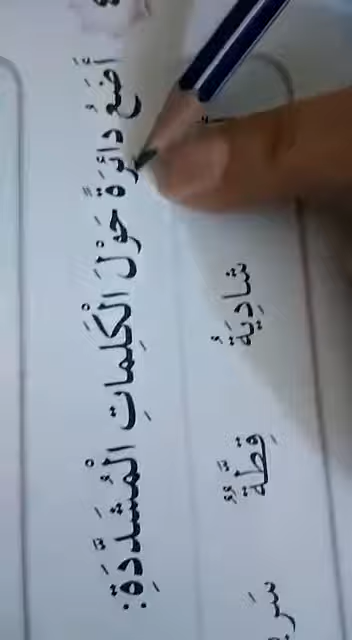 أَضَعُ دائِرَةً حَوْلَ الْكَلِماتِ الْمُشَدَّدَةِ:
شادِيَةُ قِطَّةٌ